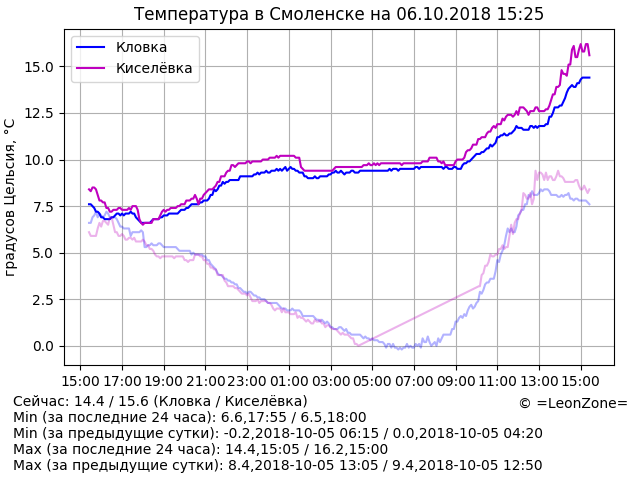 Температура в Смоленске на 06.10.2018 15:25
Кловка
Киселёвка
градусов Цельсия, °C
15.0
12.5
10.0
7.5
5.0
2.5
0.0
15:00 17:00 19:00 21:00 23:00 01:00 03:00 05:00 07:00 09:00 11:00 13:00 15:00
Сейчас: 14.4 / 15.6 (Кловка / Киселёвка)
© =LeonZone=
Min (за последние 24 часа): 6.6,17:55 / 6.5,18:00
Min (за предыдущие сутки): -0.2,2018-10-05 06:15 / 0.0,2018-10-05 04:20
Max (за последние 24 часа): 14.4,15:05 / 16.2,15:00
Max (за предыдущие сутки): 8.4,2018-10-05 13:05 / 9.4,2018-10-05 12:50